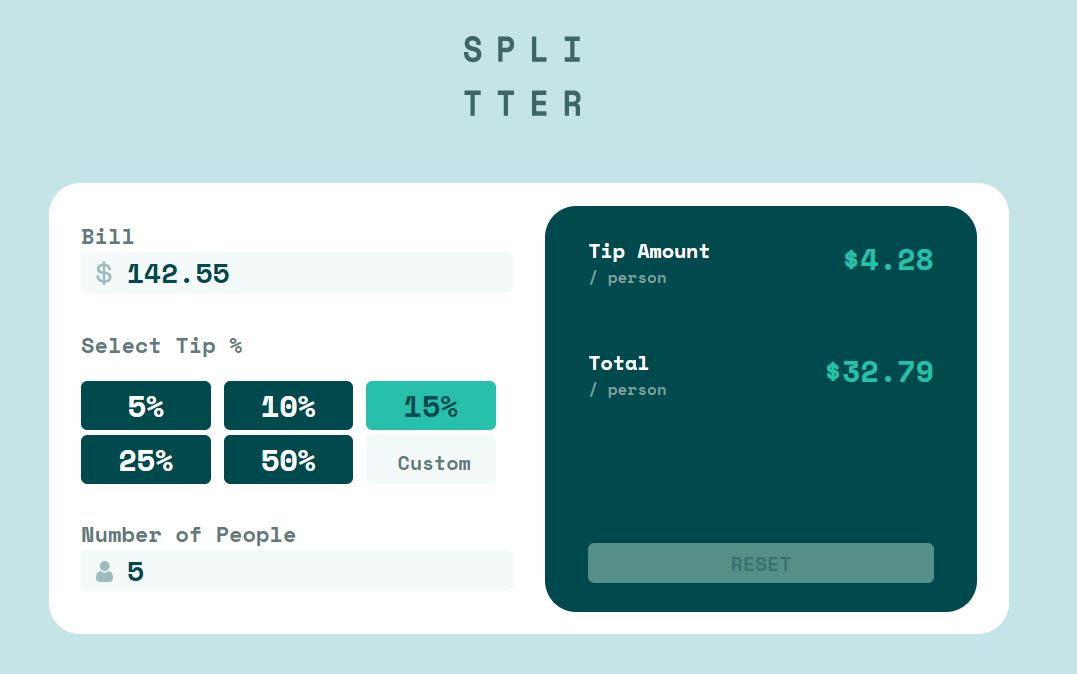 SPLI
TTER
Bill
$ 142.55
Select Tip %
5% 10% 15%
25% 50% Custom
Number of People
5
Tip Amount
/ person
$4.28
Total
/ person
$32.79
RESET